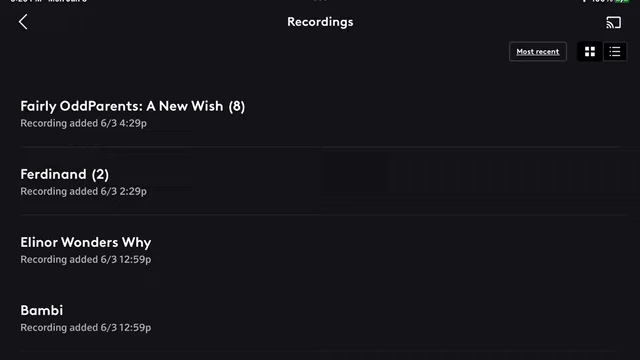 Recordings
Most recent
Fairly OddParents: A New Wish (8)
Recording added 6/3 4:29p
Ferdinand (2)
Recording added 6/3 2:29p
Elinor Wonders Why
Recording added 6/3 12:59p
Bambi
Recording added 6/3 12:59p